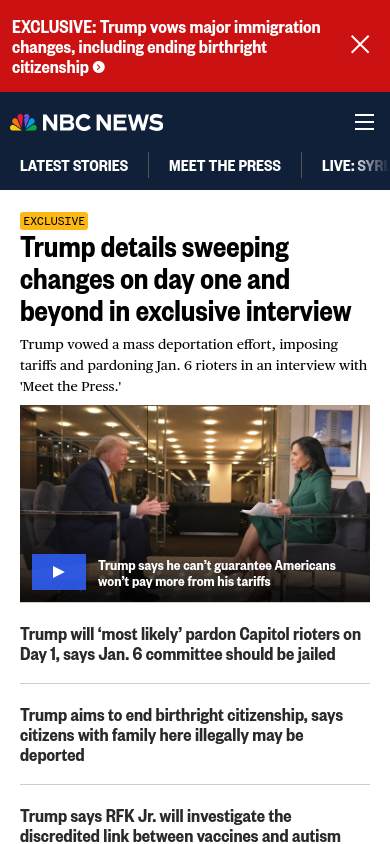 EXCLUSIVE: Trump vows major immigration
changes, including ending birthright
citizenship
NBC NEWS
LATEST STORIES
MEET THE PRESS
LIVE: SYRI
EXCLUSIVE
Trump details sweeping
changes on day one and
beyond in exclusive interview
Trump vowed a mass deportation effort, imposing
tariffs and pardoning Jan. 6 rioters in an interview with
'Meet the Press.'
Trump says he can’t guarantee Americans
won’t pay more from his tariffs
Trump will ‘most likely’ pardon Capitol rioters on
Day 1, says Jan. 6 committee should be jailed
Trump aims to end birthright citizenship, says
citizens with family here illegally may be
deported
Trump says RFK Jr. will investigate the
discredited link between vaccines and autism